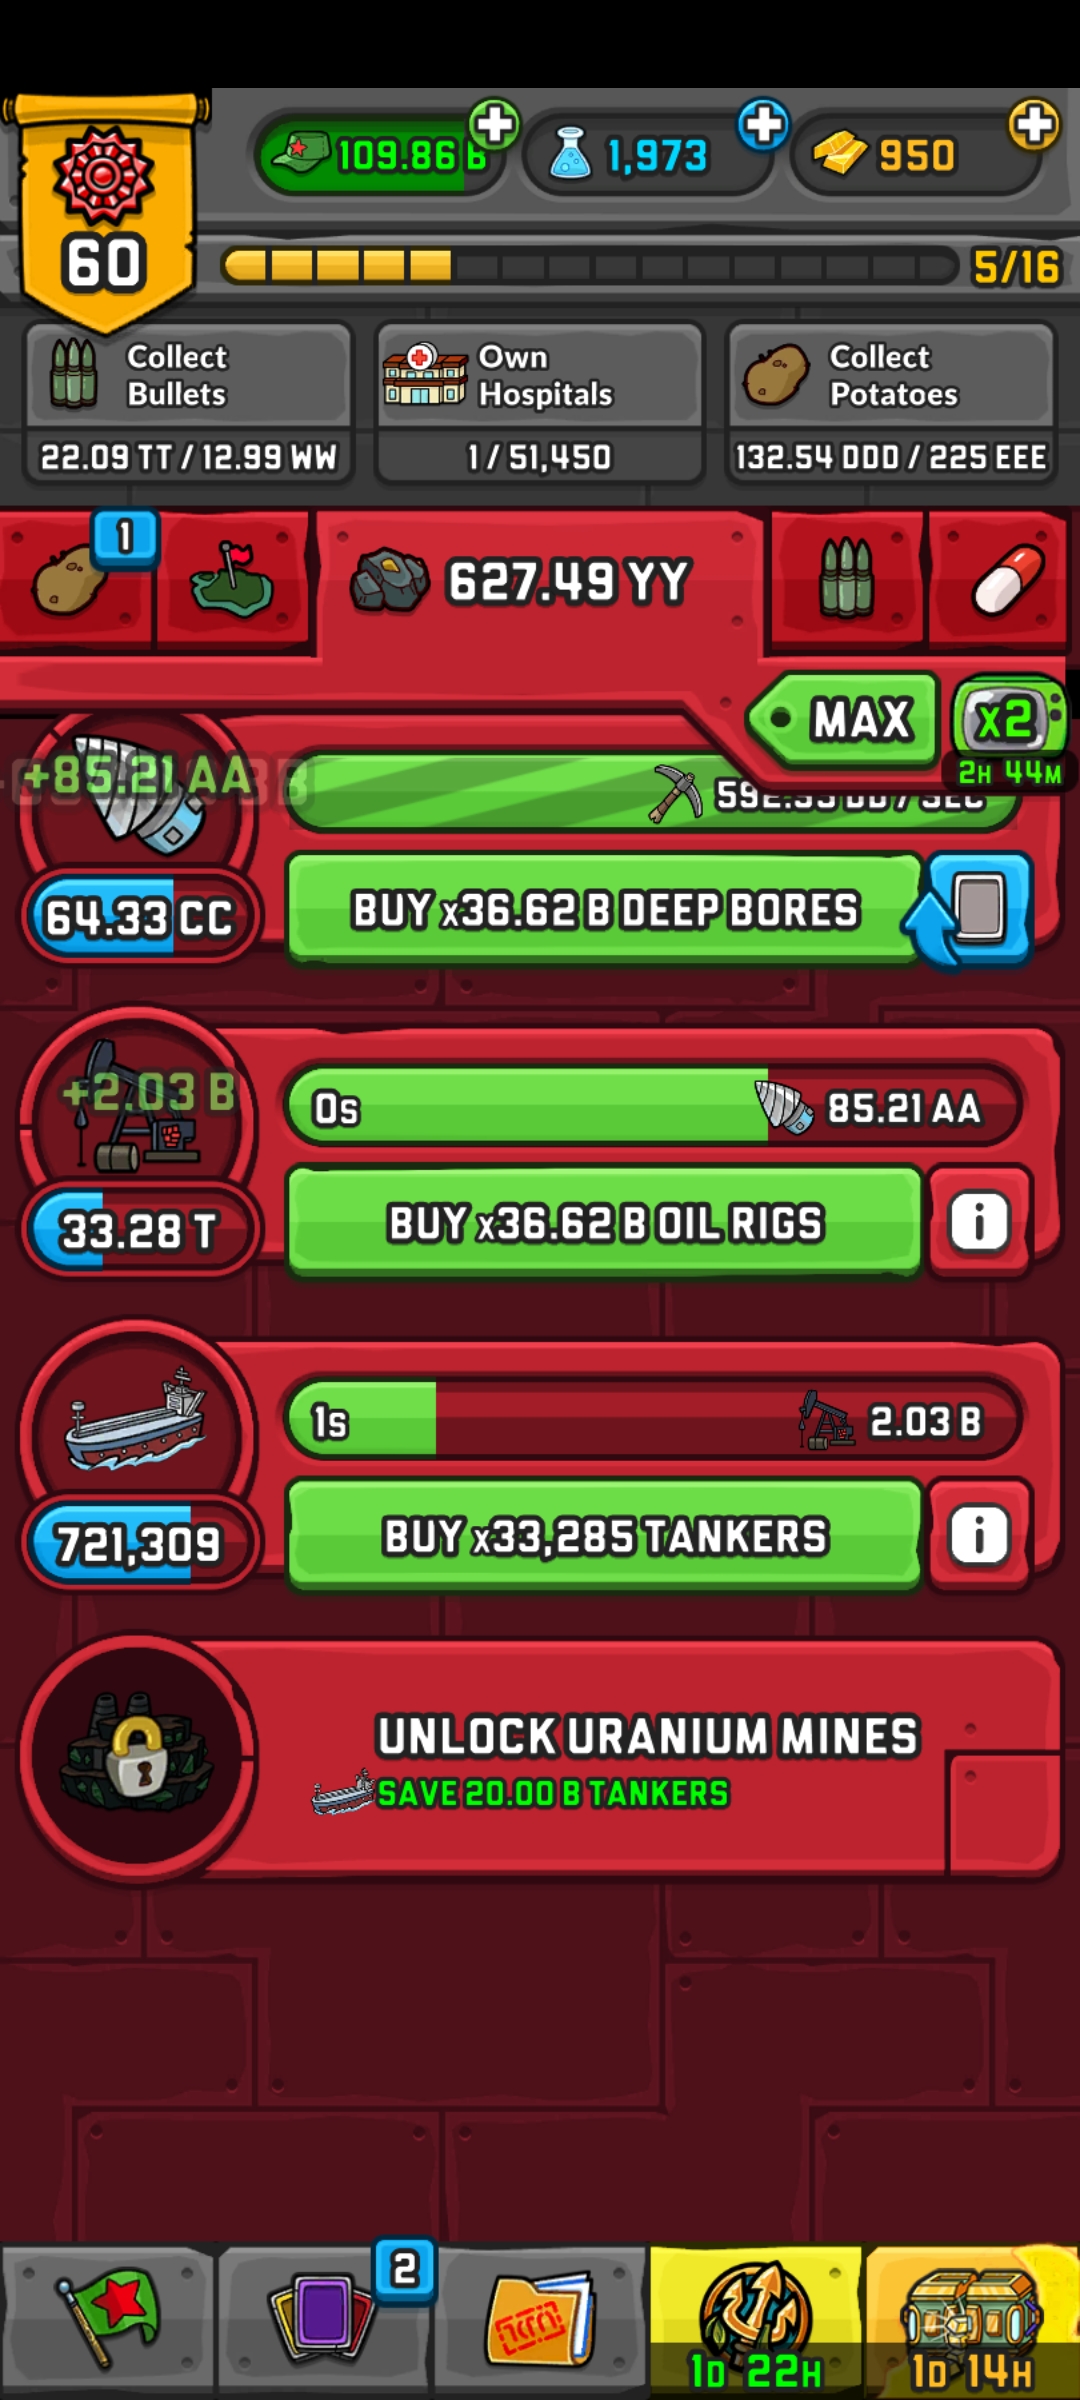 109.86 B
1,973
950
60
5/16
Collect
Bullets
22.09 TT / 12.99 WW
Own
Hospitals
1 / 51,450
Collect
Potatoes
132.54 DDD / 225 EEE
1
627.49 YY
MAX
x2
2H 44M
+85.21 AA
64.33 CC
BUY x36.62 B DEEP BORES
+2.03 B
0s
85.21 AA
33.28 T
BUY x36.62 B OIL RIGS
i
1s
2.03 B
721,309
BUY x33,285 TANKERS
i
UNLOCK URANIUM MINES
SAVE 20.00 B TANKERS
2
1D 22H
1D 14H